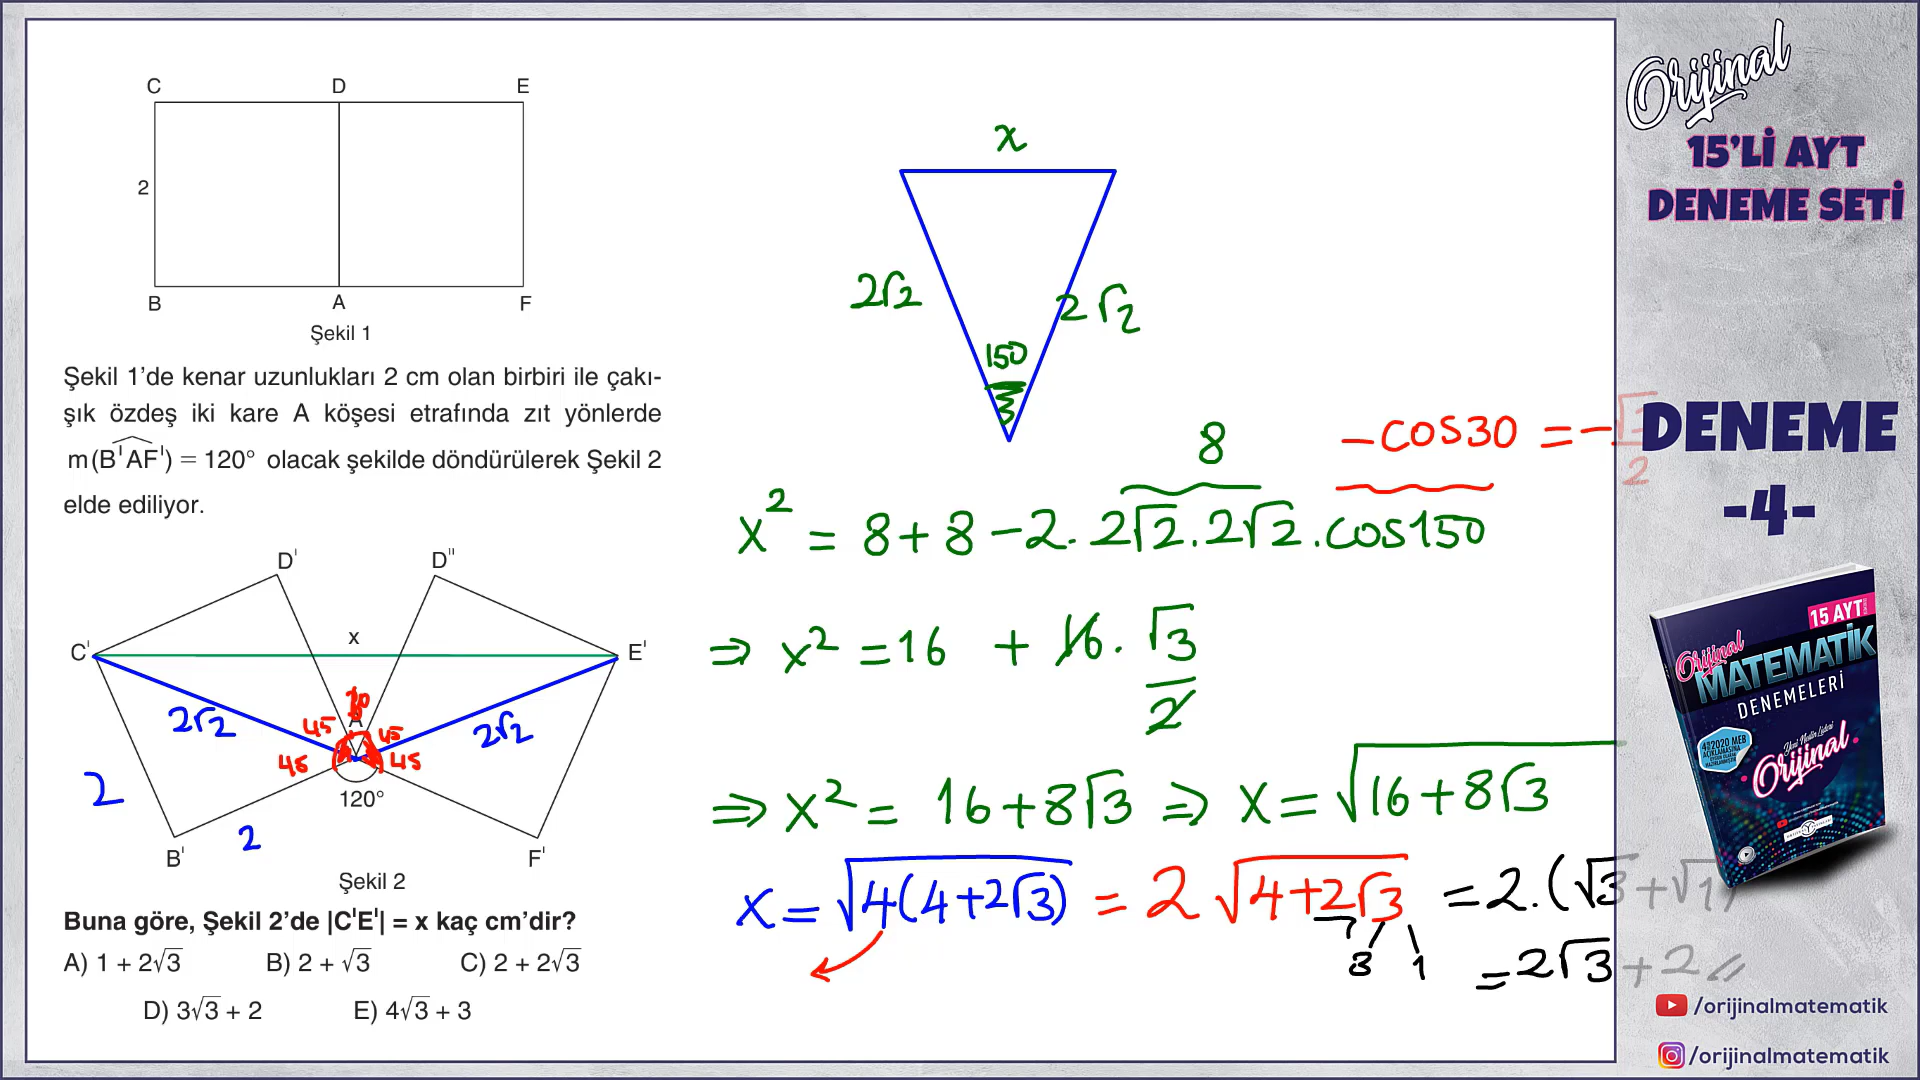 C D E
2
B A F
Şekil 1
Şekil 1'de kenar uzunlukları 2 cm olan birbiri ile çakı-
şık özdeş iki kare A köşesi etrafında zıt yönlerde
m(B'AF') = 120° olacak şekilde döndürülerek Şekil 2
elde ediliyor.
D' D"
C' x E'
2√2 2√2
45 A 45
45 45
120°
2
2
B' F'
Şekil 2
Buna göre, Şekil 2'de |C'E'| = x kaç cm'dir?
A) 1 + 2√3 B) 2 + √3 C) 2 + 2√3
D) 3√3 + 2 E) 4√3 + 3
x
2√2 2√2
150
8 -cos30 = -√3/2
x² = 8+8-2.2√2.2√2.cos150
⇒ x² = 16 + 16.√3/2
⇒ x² = 16+8√3 ⇒ x = √(16+8√3)
x = √(4(4+2√3)) = 2√(4+2√3) = 2.(√3+√1)
3 1
= 2√3+2
Orijinal
15'Lİ AYT
DENEME SETİ
DENEME
-4-
15 AYT
Orijinal
MATEMATİK
DENEMELERİ
Orijinal
/orijinalmatematik
/orijinalmatematik